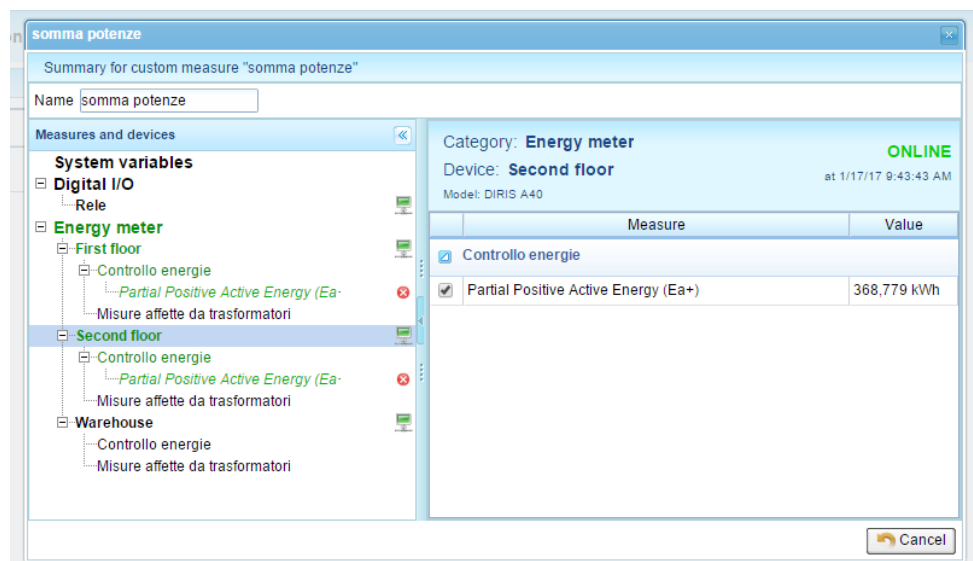 on
somma potenze
Summary for custom measure "somma potenze"
Name somma potenze
Measures and devices
System variables
Digital I/O
Rele
Energy meter
First floor
Controllo energie
Partial Positive Active Energy (Ea-
Misure affette da trasformatori
Second floor
Controllo energie
Partial Positive Active Energy (Ea-
Misure affette da trasformatori
Warehouse
Controllo energie
Misure affette da trasformatori
Category: Energy meter
ONLINE
Device: Second floor
at 1/17/17 9:43:43 AM
Model: DIRIS A40
Measure Value
Controllo energie
Partial Positive Active Energy (Ea+) 368,779 kWh
Cancel